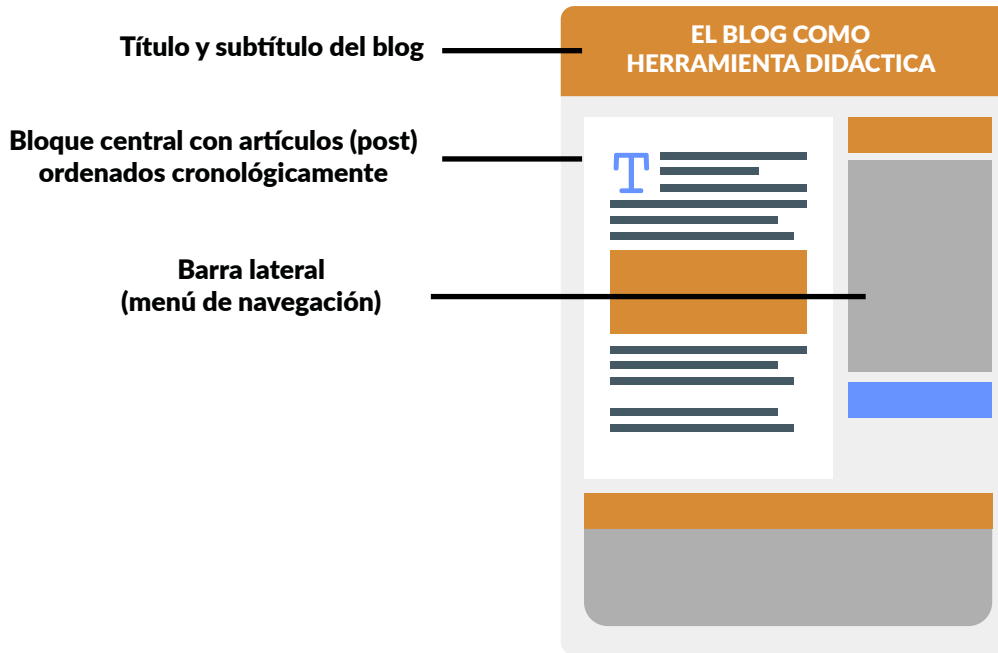 Título y subtítulo del blog
EL BLOG COMO
HERRAMIENTA DIDÁCTICA
Bloque central con artículos (post)
ordenados cronológicamente
T
Barra lateral
(menú de navegación)